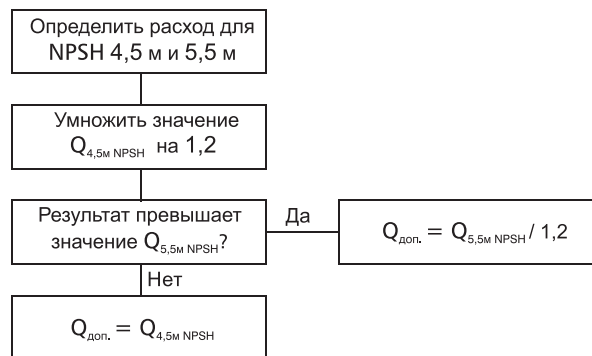 Определить расход для
NPSH 4,5 м и 5,5 м
Умножить значение
Q4,5м NPSH на 1,2
Результат превышает
значение Q5,5м NPSH?
Да
Qдоп. = Q5,5м NPSH / 1,2
Нет
Qдоп. = Q4,5м NPSH